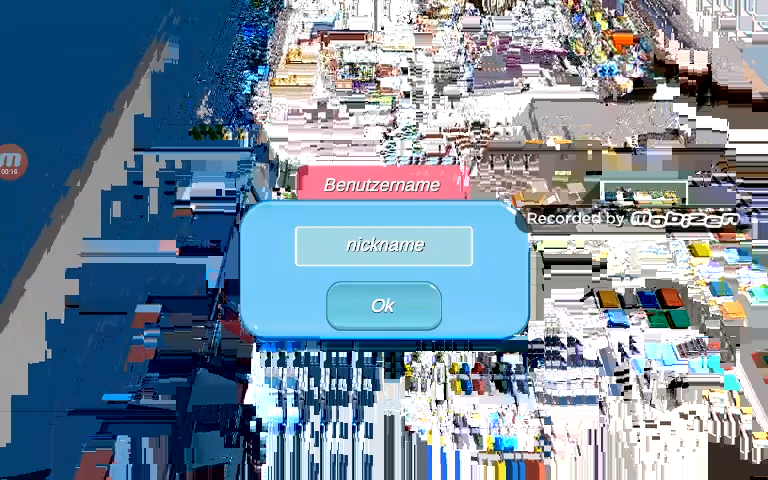 m
00:16
Benutzername
Recorded by mobizen
nickname
Ok